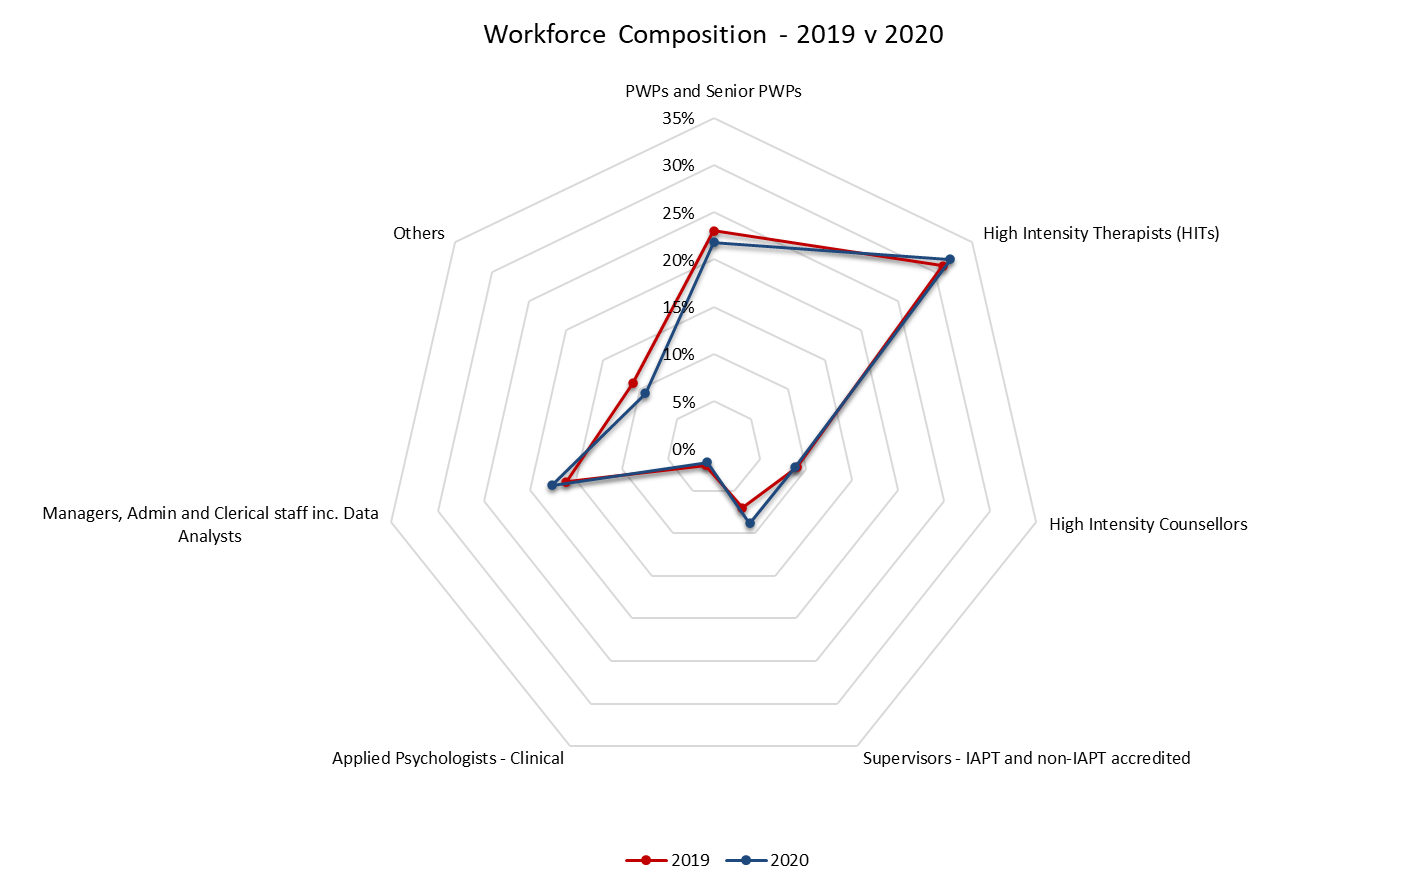 Workforce Composition - 2019 v 2020
PWPs and Senior PWPs
35%
30%
25%
20%
15%
10%
5%
0%
Others
High Intensity Therapists (HITs)
Managers, Admin and Clerical staff inc. Data
Analysts
High Intensity Counsellors
Applied Psychologists - Clinical
Supervisors - IAPT and non-IAPT accredited
2019
2020